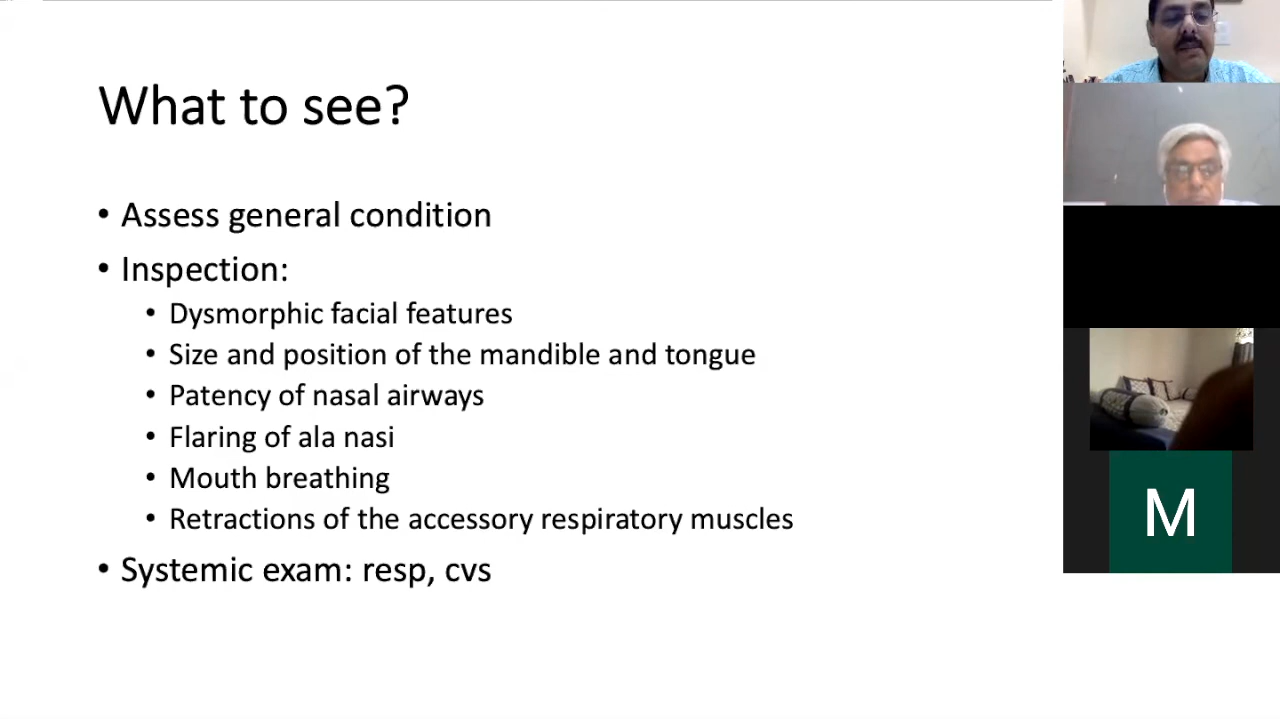 What to see?
• Assess general condition
• Inspection:
• Dysmorphic facial features
• Size and position of the mandible and tongue
• Patency of nasal airways
• Flaring of ala nasi
• Mouth breathing
• Retractions of the accessory respiratory muscles
• Systemic exam: resp, cvs
M